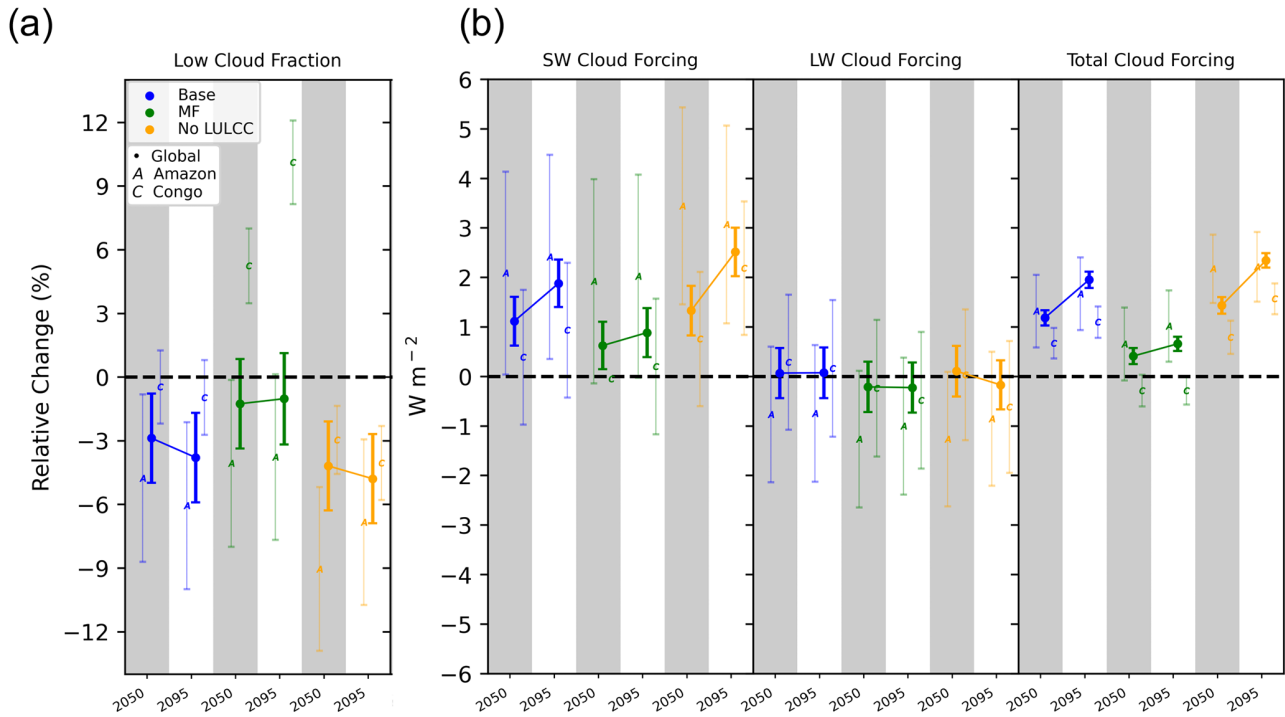 (a)
(b)
Low Cloud Fraction
SW Cloud Forcing
LW Cloud Forcing
Total Cloud Forcing
Base
MF
No LULCC
Global
A Amazon
C Congo
Relative Change (%)
12
9
6
3
0
−3
−6
−9
−12
2050 2095 2050 2095 2050 2095
W m−2
6
5
4
3
2
1
0
−1
−2
−3
−4
−5
−6
2050 2095 2050 2095 2050 2095
2050 2095 2050 2095 2050 2095
2050 2095 2050 2095 2050 2095
A C A C A C A C A C A C
A C A C A C A C A C A C
A C A C A C A C A C A C
A C A C A C A C A C A C